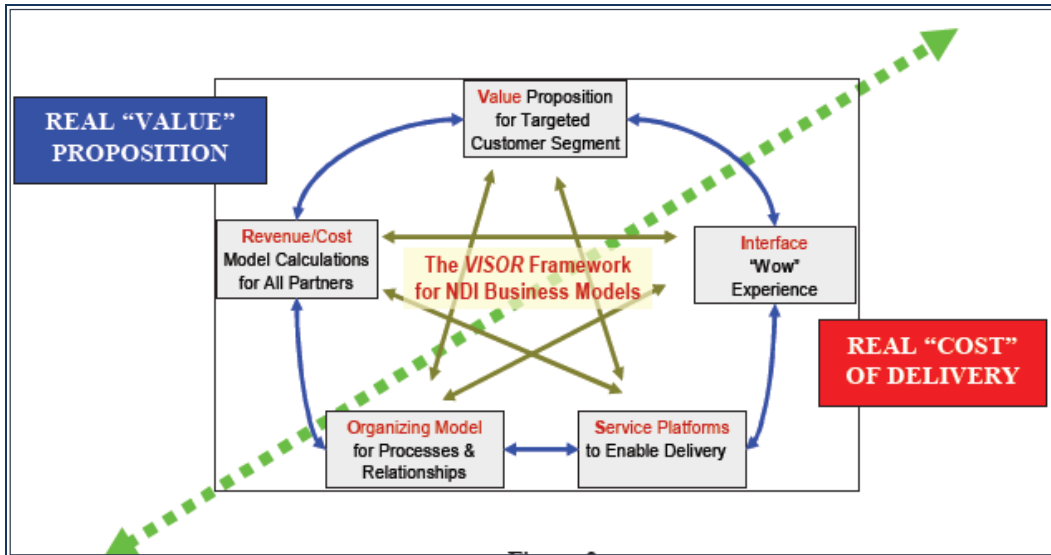 Value Proposition
for Targeted
Customer Segment
REAL “VALUE”
PROPOSITION
Revenue/Cost
Model Calculations
for All Partners
The VISOR Framework
for NDI Business Models
Interface
“Wow”
Experience
REAL “COST”
OF DELIVERY
Organizing Model
for Processes &
Relationships
Service Platforms
to Enable Delivery